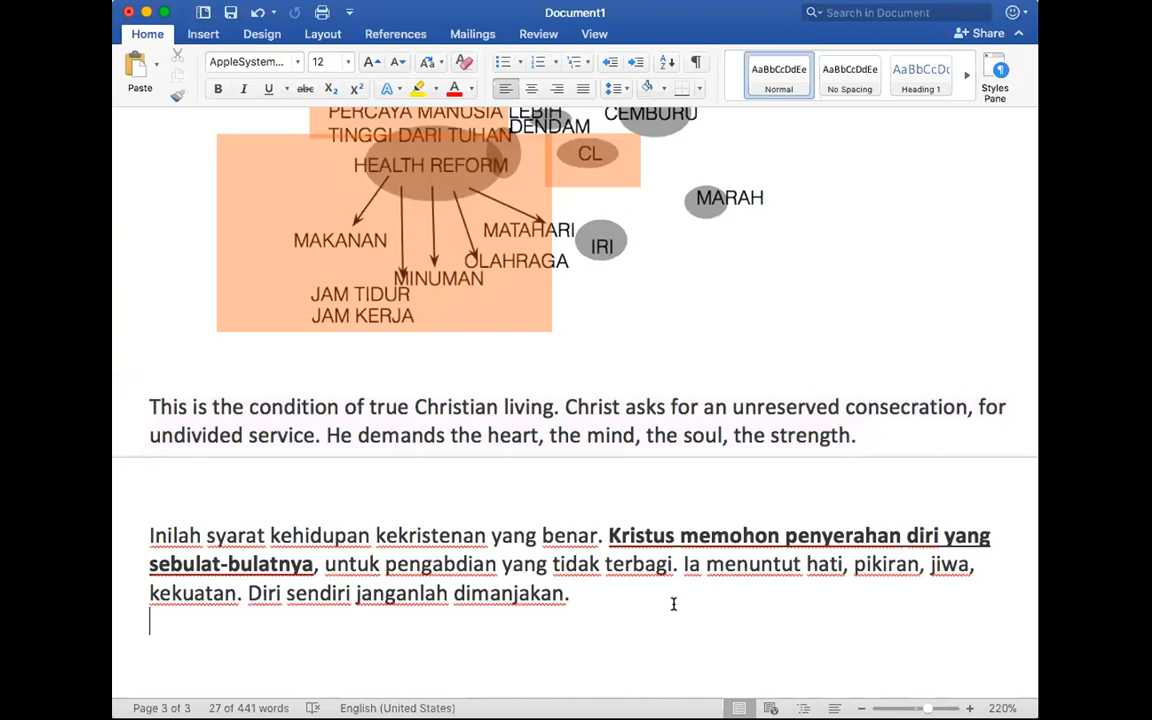 Document1
Search in Document
Home Insert Design Layout References Mailings Review View
Share
Paste
AppleSystem... 12
AaBbCcDdEe
Normal
AaBbCcDdEe
No Spacing
AaBbCcDc
Heading 1
Styles
Pane
PERCAYA MANUSIA LEBIH
TINGGI DARI TUHAN
DENDAM
CEMBURU
HEALTH REFORM
CL
MARAH
MAKANAN
MATAHARI
IRI
OLAHRAGA
MINUMAN
JAM TIDUR
JAM KERJA
This is the condition of true Christian living. Christ asks for an unreserved consecration, for
undivided service. He demands the heart, the mind, the soul, the strength.
Inilah syarat kehidupan kekristenan yang benar. Kristus memohon penyerahan diri yang
sebulat-bulatnya, untuk pengabdian yang tidak terbagi. Ia menuntut hati, pikiran, jiwa,
kekuatan. Diri sendiri janganlah dimanjakan.
Page 3 of 3 27 of 441 words English (United States) 220%